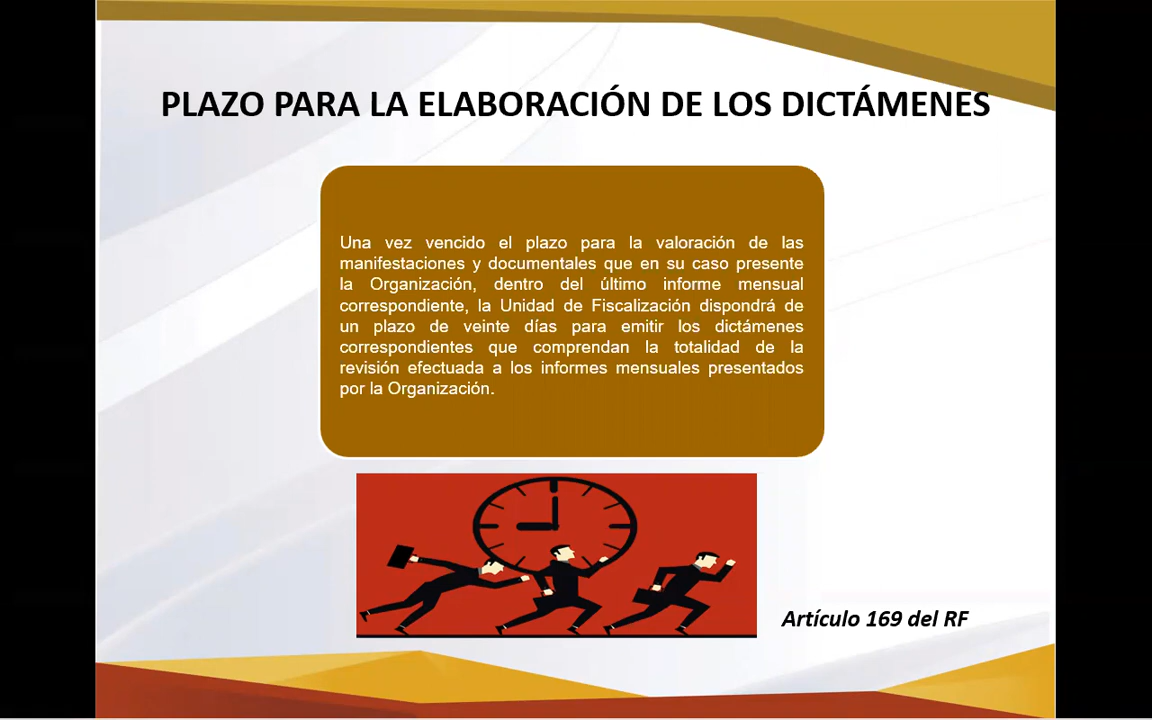 PLAZO PARA LA ELABORACIÓN DE LOS DICTÁMENES
Una vez vencido el plazo para la valoración de las
manifestaciones y documentales que en su caso presente
la Organización, dentro del último informe mensual
correspondiente, la Unidad de Fiscalización dispondrá de
un plazo de veinte días para emitir los dictámenes
correspondientes que comprendan la totalidad de la
revisión efectuada a los informes mensuales presentados
por la Organización.
Artículo 169 del RF